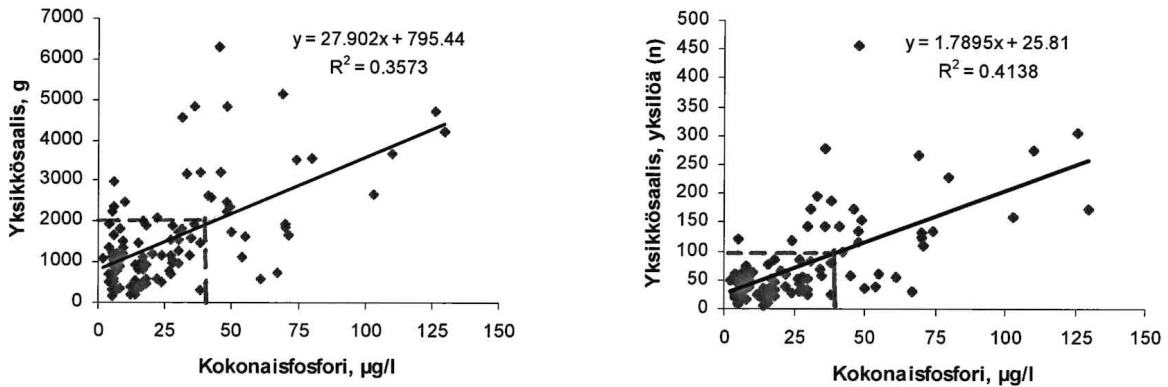 y = 27.902x + 795.44
R² = 0.3573
Yksikkösaalis, g
7000
6000
5000
4000
3000
2000
1000
0
0 25 50 75 100 125 150
Kokonaisfosfori, µg/l
y = 1.7895x + 25.81
R² = 0.4138
Yksikkösaalis, yksilöä (n)
500
450
400
350
300
250
200
150
100
50
0
0 25 50 75 100 125 150
Kokonaisfosfori, µg/l